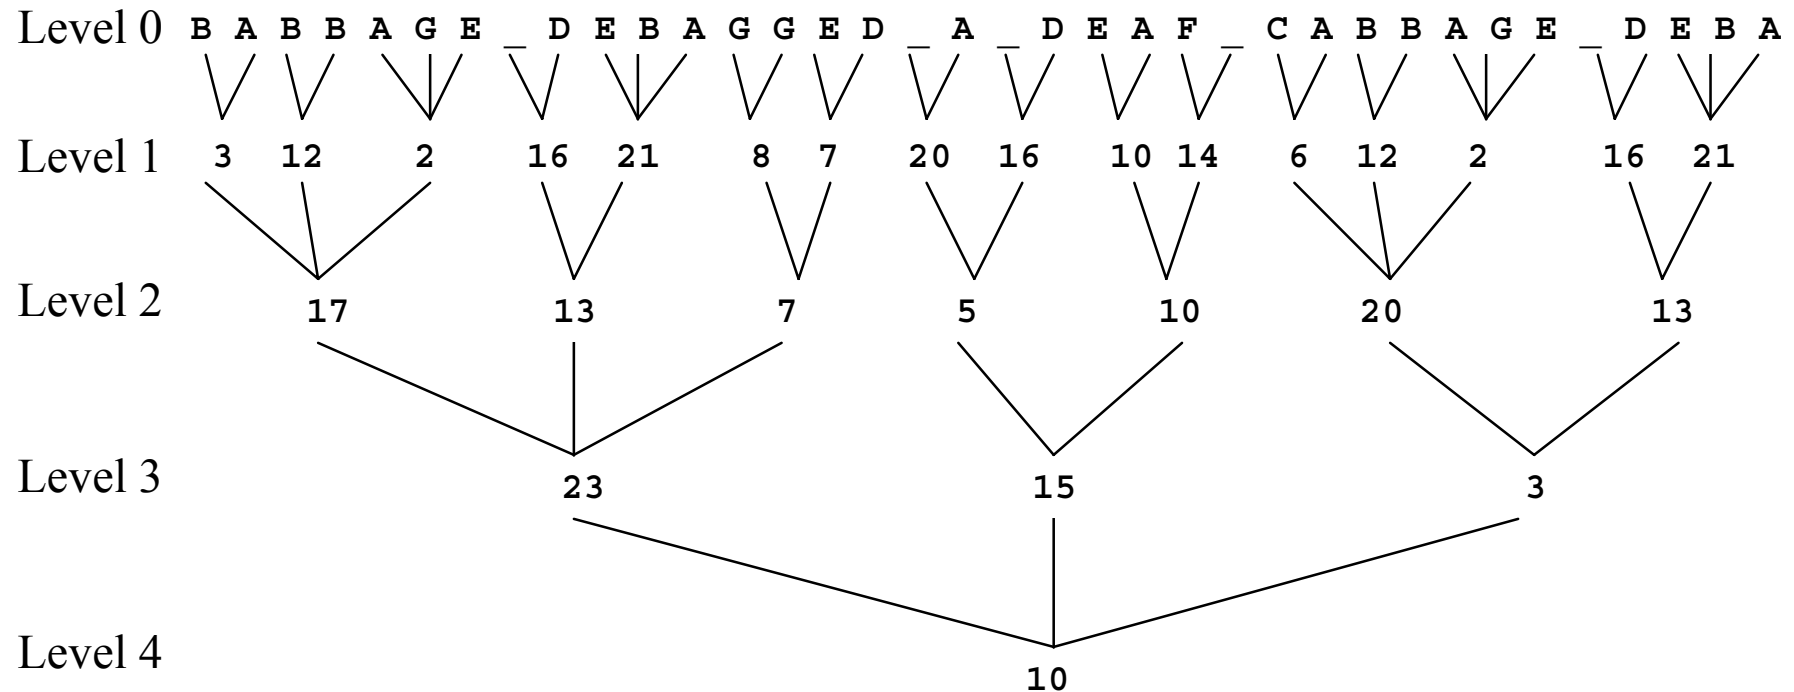 Level 0 B A B B A G E _ D E B A G G E D _ A _ D E A F _ C A B B A G E _ D E B A
Level 1 3 12 2 16 21 8 7 20 16 10 14 6 12 2 16 21
Level 2 17 13 7 5 10 20 13
Level 3 23 15 3
Level 4 10